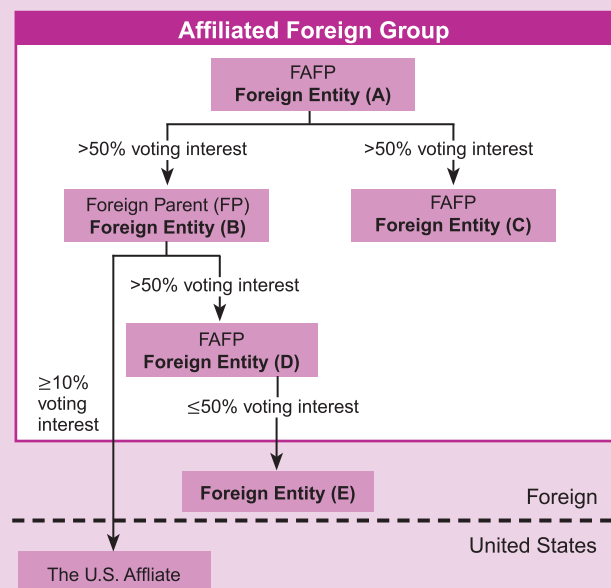 Affiliated Foreign Group
FAFP
Foreign Entity (A)
>50% voting interest
>50% voting interest
Foreign Parent (FP)
Foreign Entity (B)
FAFP
Foreign Entity (C)
>50% voting interest
FAFP
Foreign Entity (D)
≥10%
voting
interest
≤50% voting interest
Foreign Entity (E)
Foreign
United States
The U.S. Affliate